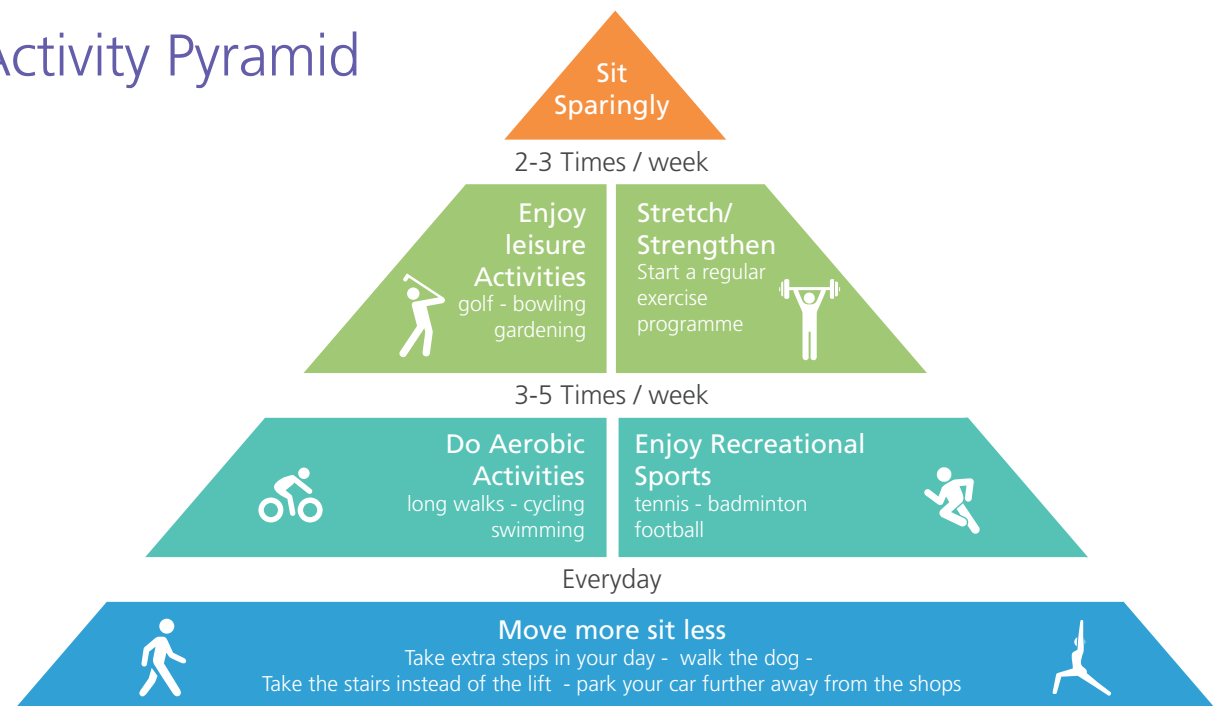 Activity Pyramid
Sit
Sparingly
2-3 Times / week
Enjoy
leisure
Activities
golf - bowling
gardening
Stretch/
Strengthen
Start a regular
exercise
programme
3-5 Times / week
Do Aerobic
Activities
long walks - cycling
swimming
Enjoy Recreational
Sports
tennis - badminton
football
Everyday
Move more sit less
Take extra steps in your day - walk the dog -
Take the stairs instead of the lift - park your car further away from the shops